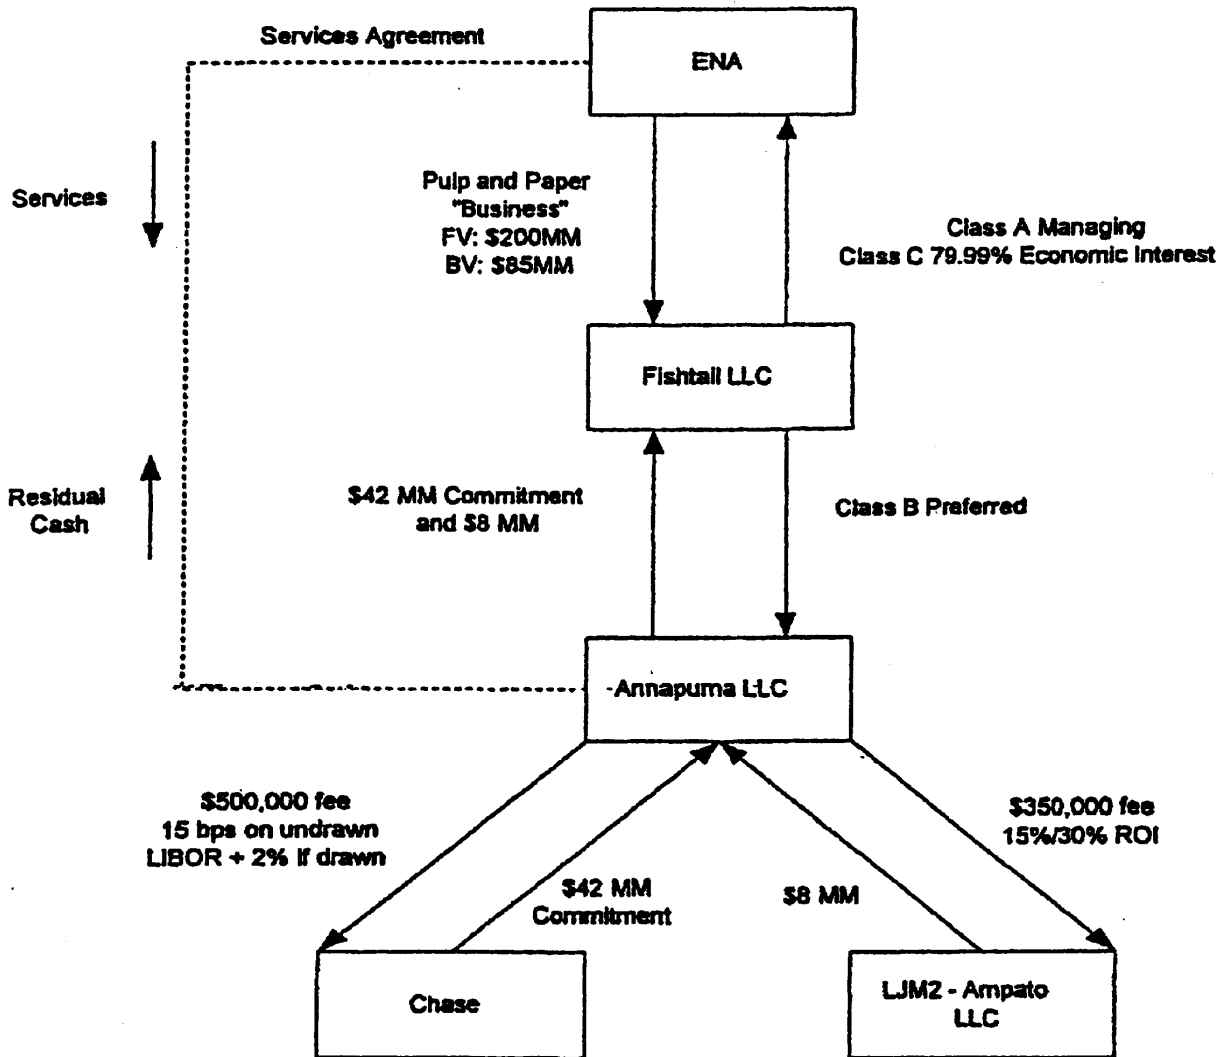 Services Agreement
ENA
Services
Pulp and Paper
"Business"
FV: $200MM
BV: $85MM
Class A Managing
Class C 79.99% Economic Interest
Fishtail LLC
Residual
Cash
$42 MM Commitment
and $8 MM
Class B Preferred
Annapurna LLC
$500,000 fee
15 bps on undrawn
LIBOR + 2% if drawn
$42 MM
Commitment
$8 MM
$350,000 fee
15%/30% ROI
Chase
LJM2 - Ampato
LLC